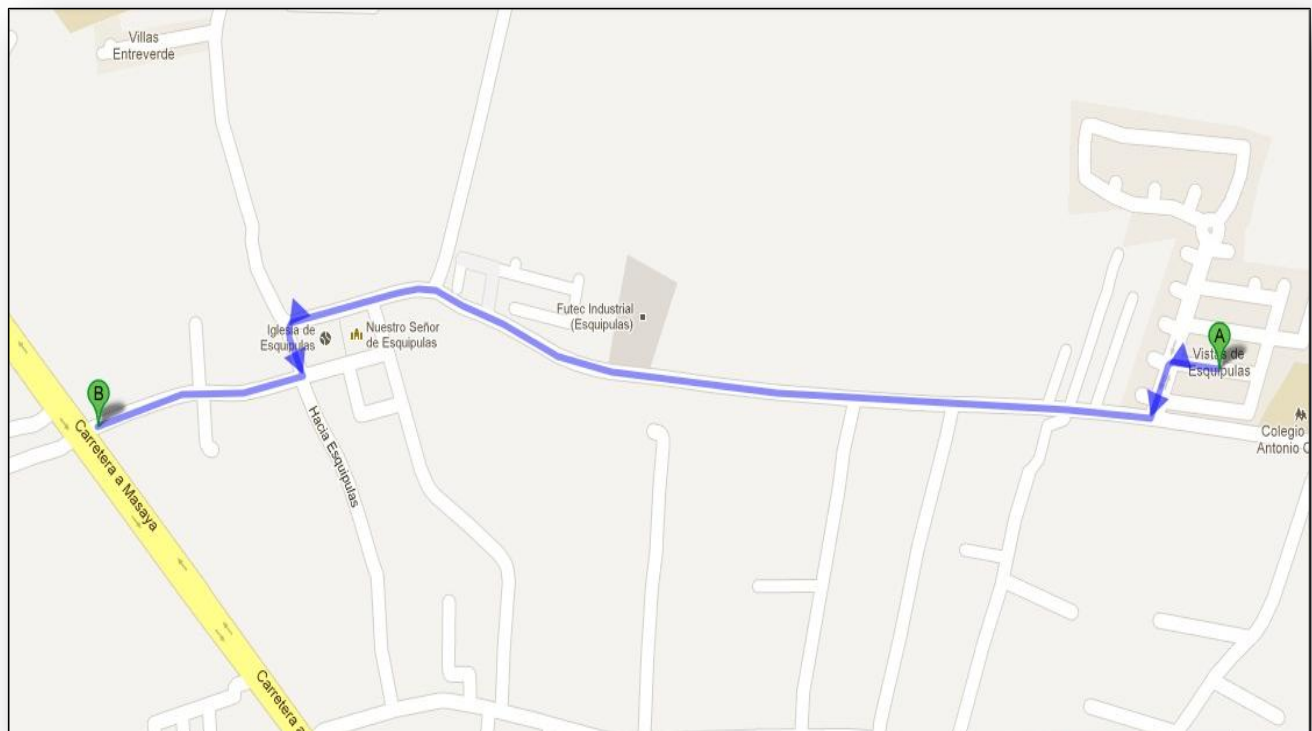 Villas
Entreverde
Futec Industrial
(Esquipulas)
Iglesia de
Esquipulas
Nuestro Señor
de Esquipulas
A
Vistas de
Esquipulas
B
Colegio
Antonio
Hacia Esquipulas
Carretera a Masaya
Carretera a